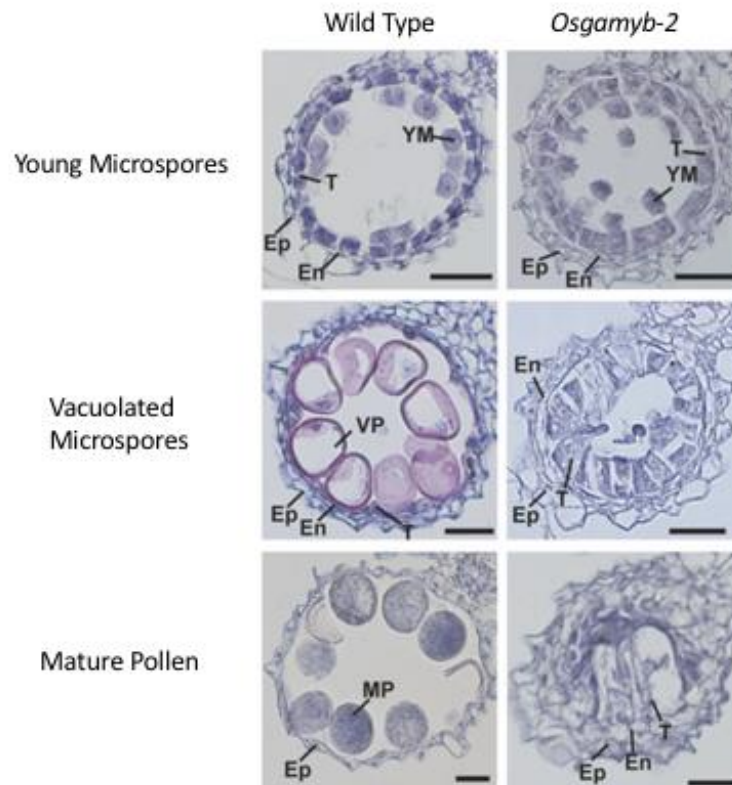 Wild Type
Osgamyb-2
Young Microspores
YM
T
Ep
En
T
YM
Ep
En
Vacuolated
Microspores
VP
Ep
En
T
En
Ep
T
Mature Pollen
MP
Ep
T
En
Ep